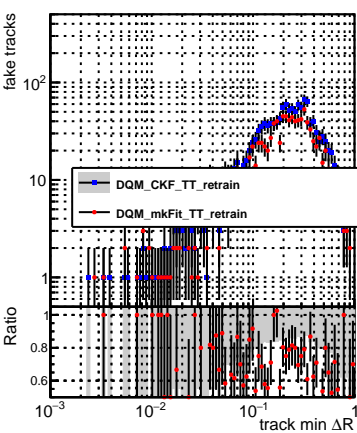 fake tracks
10²
10
1
DQM_CKF_TT_retrain
DQM_mkFit_TT_retrain
Ratio
1
0.8
0.6
10⁻³ 10⁻² 10⁻¹ 1
track min ΔR